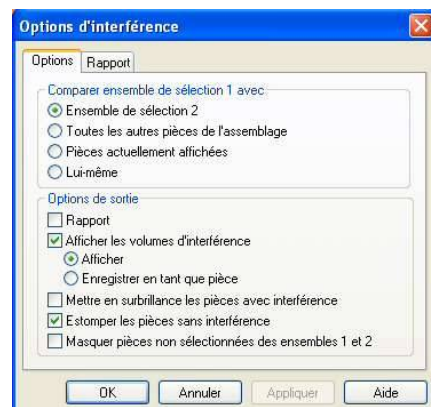 Options d'interférence
Options
Rapport
Comparer ensemble de sélection 1 avec
Ensemble de sélection 2
Toutes les autres pièces de l'assemblage
Pièces actuellement affichées
Lui-même
Options de sortie
Rapport
Afficher les volumes d'interférence
Afficher
Enregistrer en tant que pièce
Mettre en surbrillance les pièces avec interférence
Estomper les pièces sans interférence
Masquer pièces non sélectionnées des ensembles 1 et 2
OK
Annuler
Appliquer
Aide